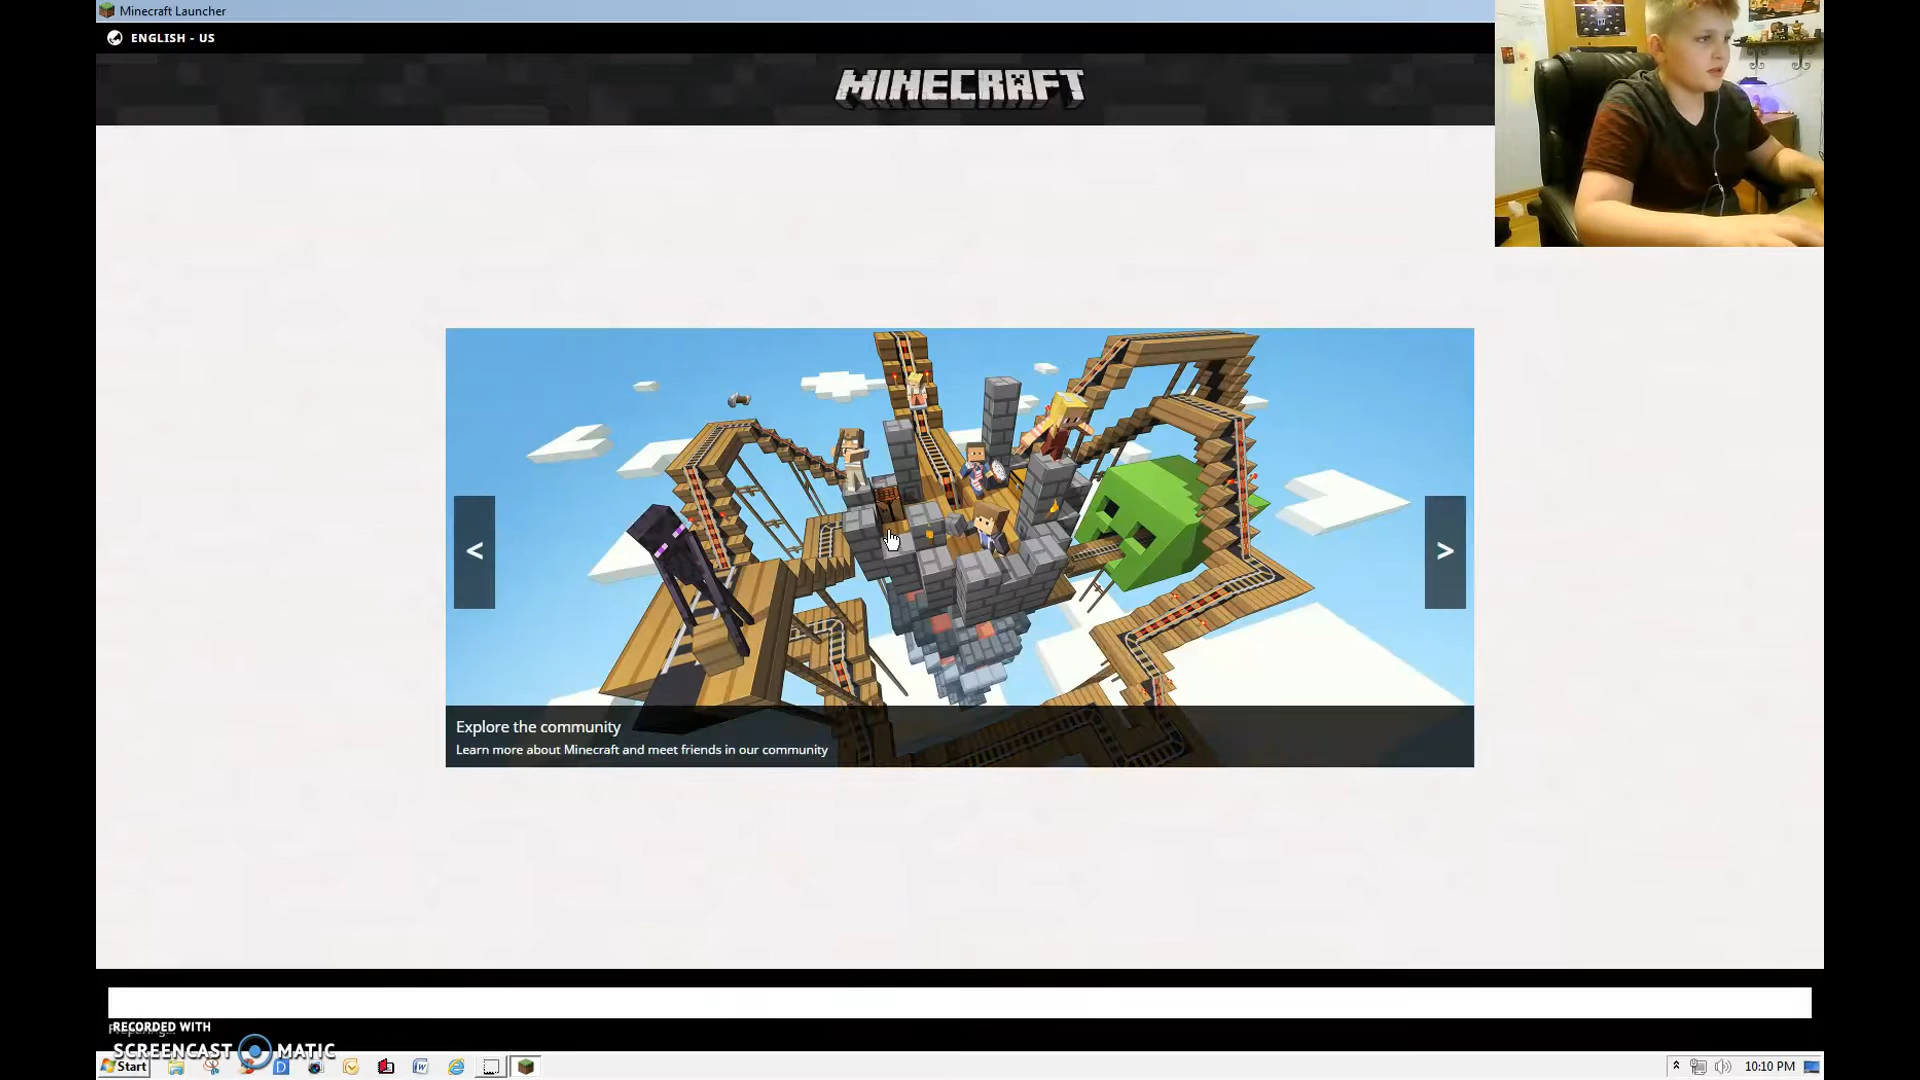 Minecraft Launcher
ENGLISH - US
MINECRAFT
<
>
Explore the community
Learn more about Minecraft and meet friends in our community
RECORDED WITH
SCREENCAST MATIC
Start
10:10 PM